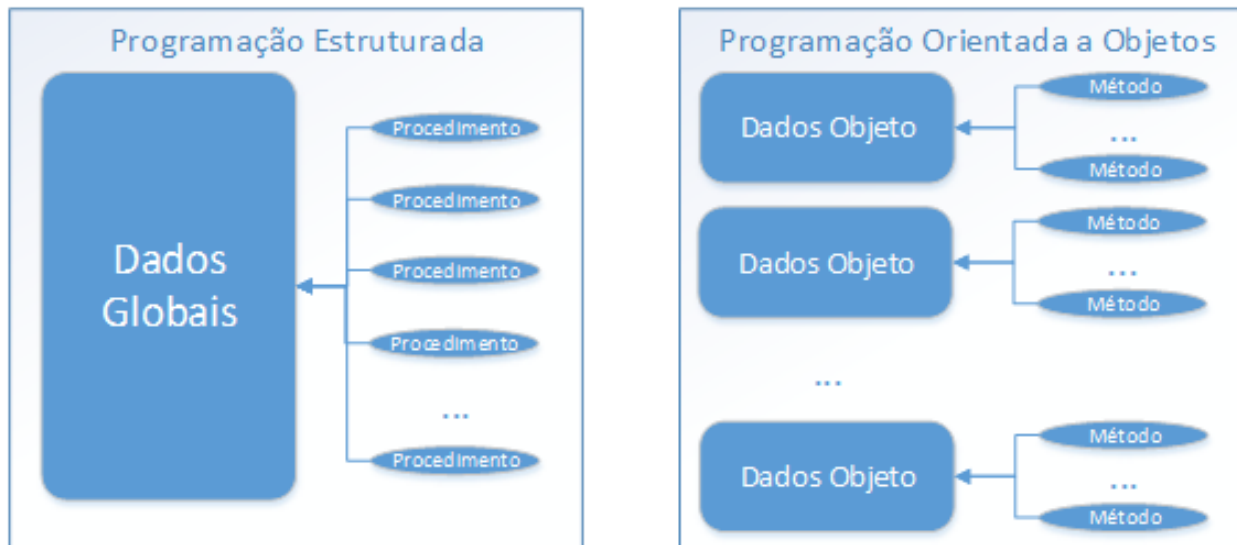 Programação Estruturada
Dados
Globais
Procedimento
Procedimento
Procedimento
Procedimento
...
Procedimento
Programação Orientada a Objetos
Dados Objeto
Método
...
Método
Dados Objeto
Método
...
Método
...
Dados Objeto
Método
...
Método